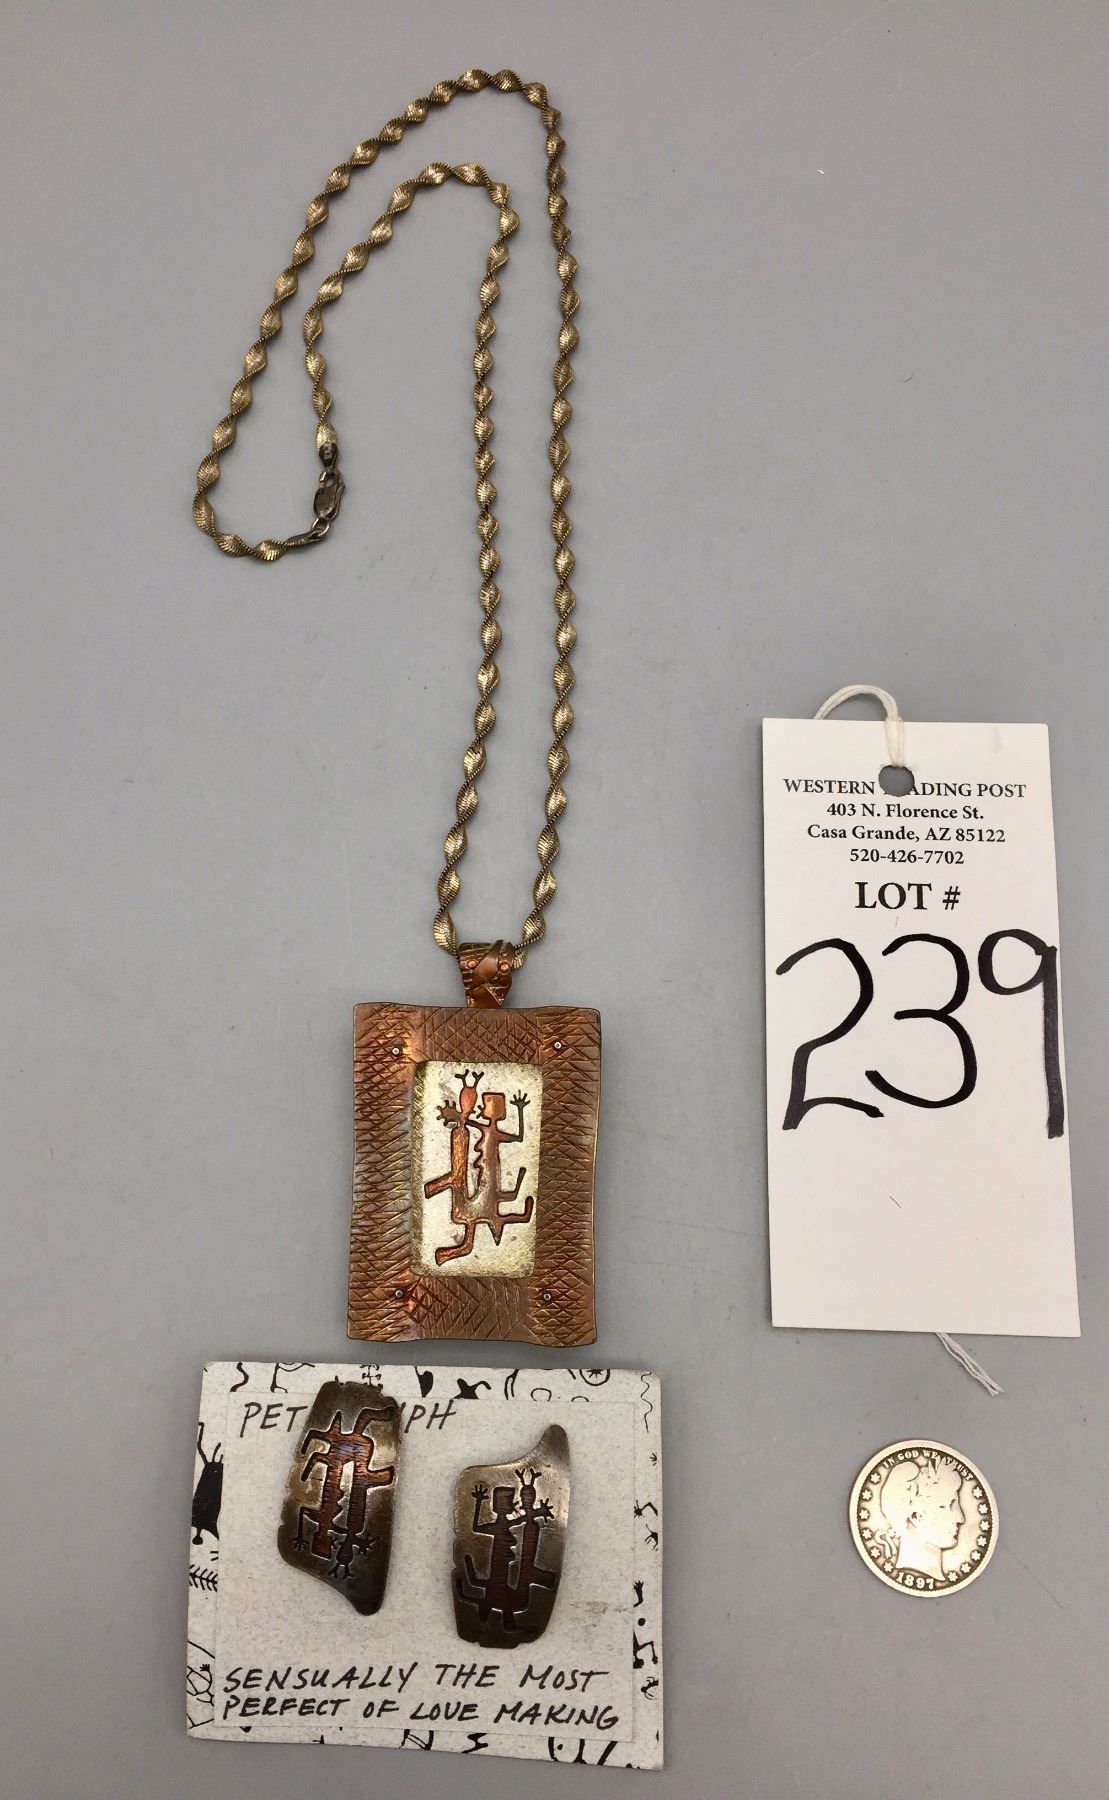 WESTERN ADING POST
403 N. Florence St.
Casa Grande, AZ 85122
520-426-7702
LOT #
239
PET PH
SENSUALLY THE MOST
PERFECT OF LOVE MAKING
IN GOD WE TRUST
1897